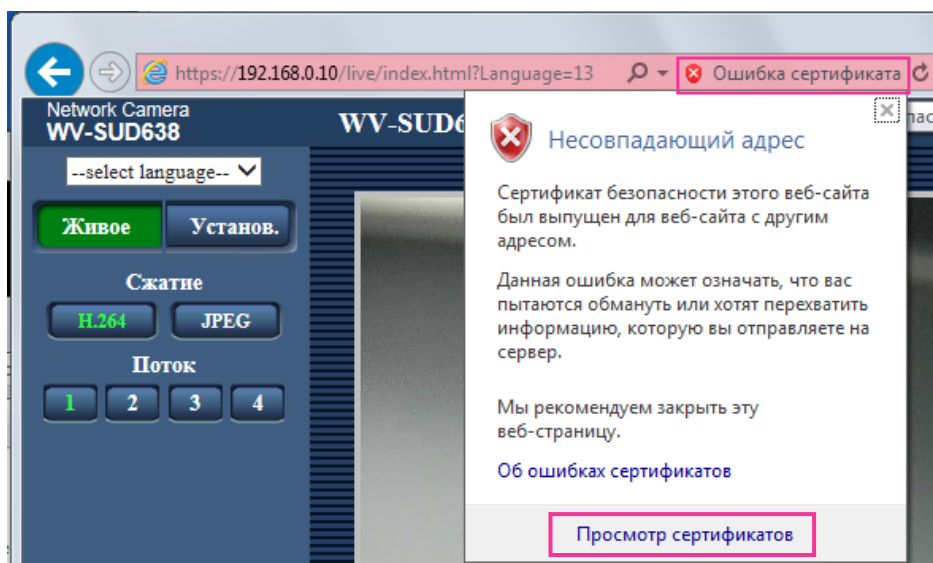 https://192.168.0.10/live/index.html?Language=13
Ошибка сертификата
Network Camera
WV-SUD638
WV-SUD6
--select language--
Живое
Установ.
Сжатие
H.264
JPEG
Поток
1
2
3
4
Несовпадающий адрес
Сертификат безопасности этого веб-сайта
был выпущен для веб-сайта с другим
адресом.
Данная ошибка может означать, что вас
пытаются обмануть или хотят перехватить
информацию, которую вы отправляете на
сервер.
Мы рекомендуем закрыть эту
веб-страницу.
Об ошибках сертификатов
Просмотр сертификатов